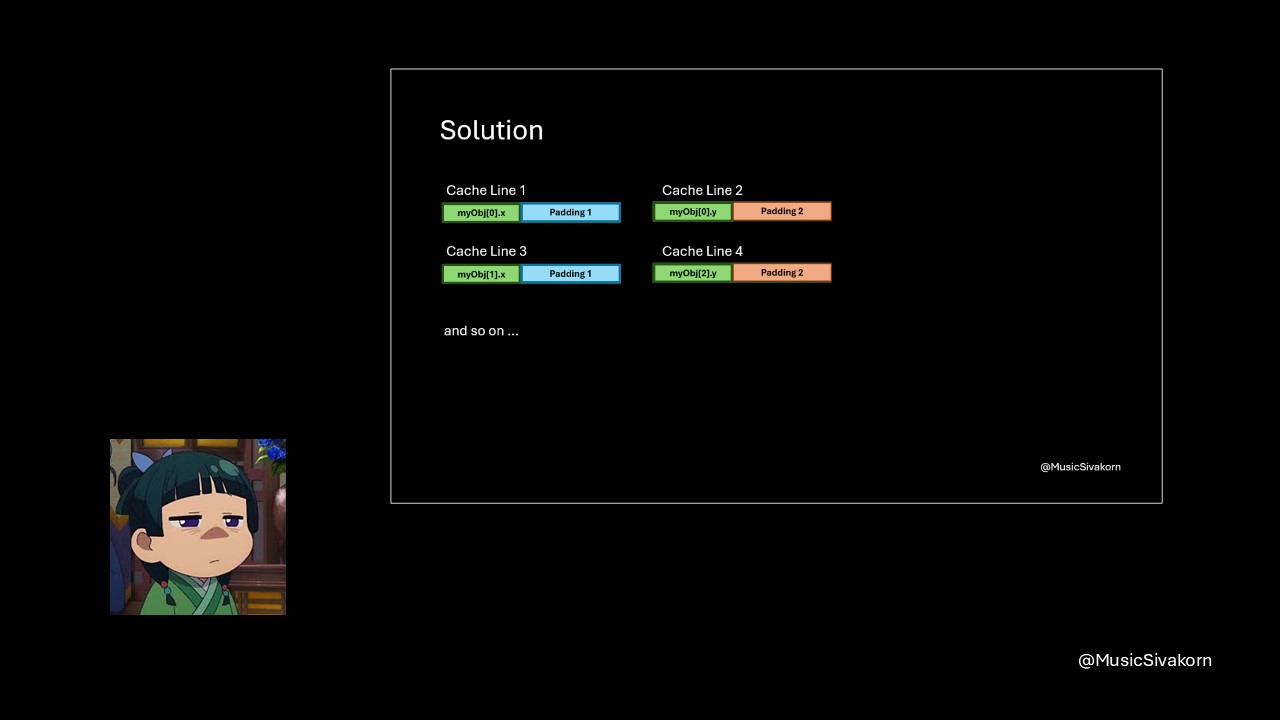 Solution
Cache Line 1
Cache Line 2
myObj[0].x
Padding 1
myObj[0].y
Padding 2
Cache Line 3
Cache Line 4
myObj[1].x
Padding 1
myObj[2].y
Padding 2
and so on ...
@MusicSivakorn
@MusicSivakorn